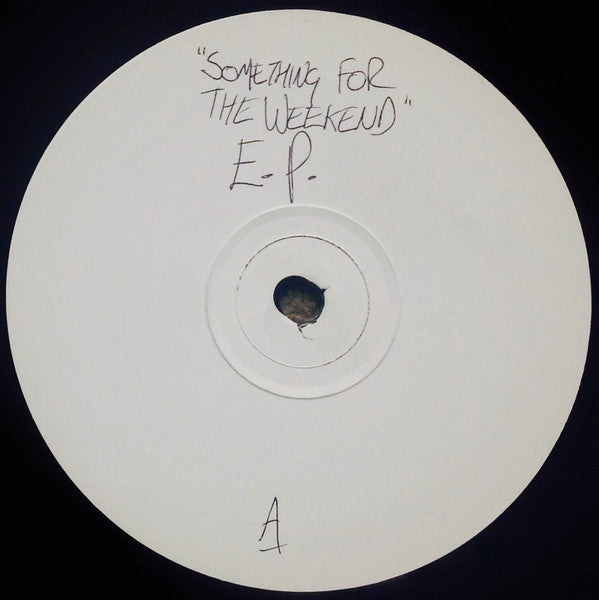 "SOMETHING FOR
THE WEEKEND"
E.P.
A